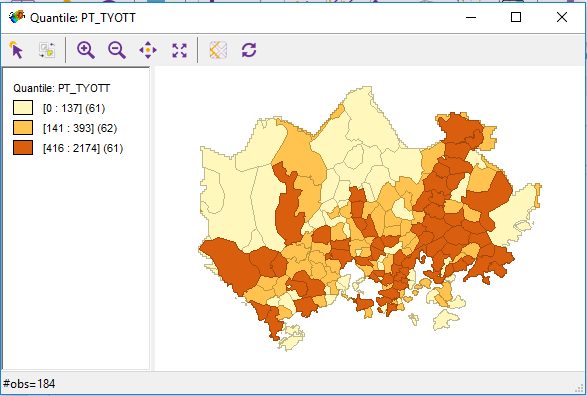 Quantile: PT_TYOTT
Quantile: PT_TYOTT
[0 : 137] (61)
[141 : 393] (62)
[416 : 2174] (61)
#obs=184